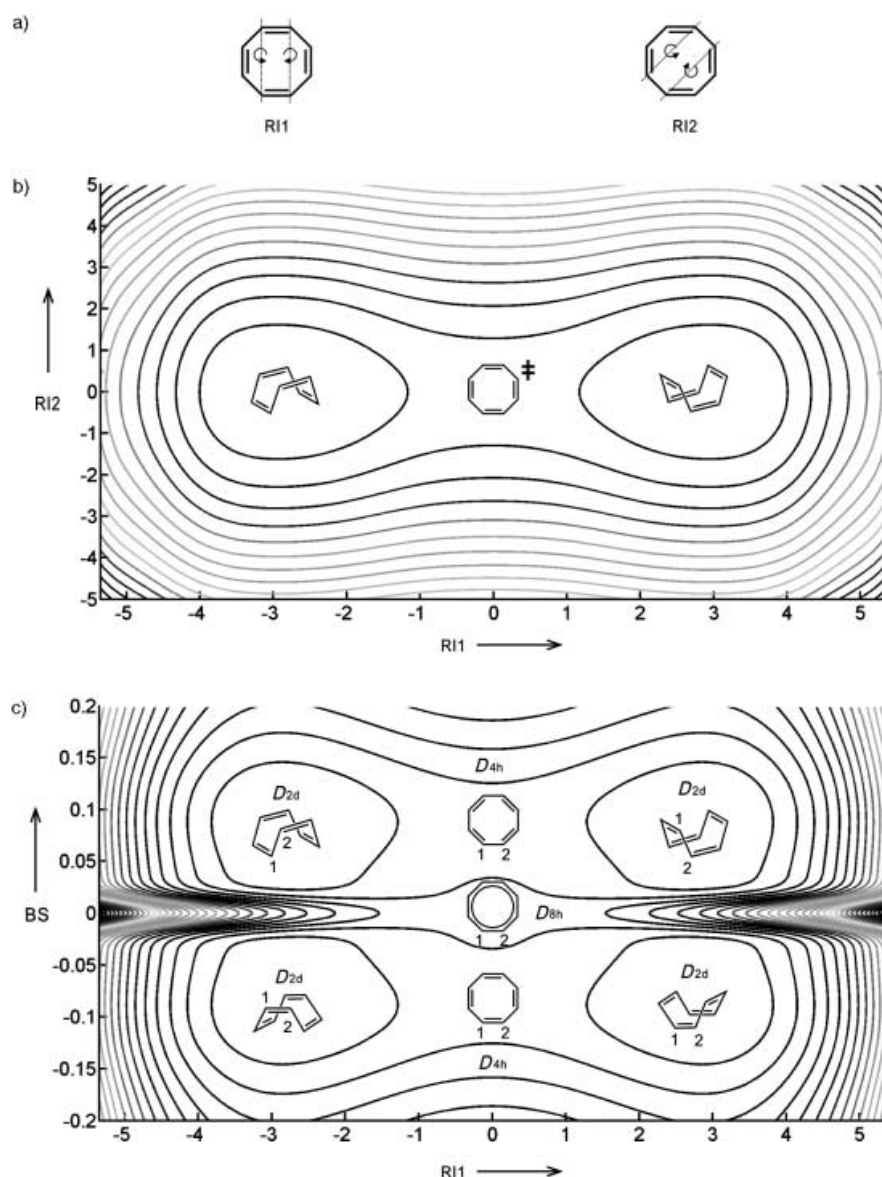 a)
RI1 RI2
b)
5
4
3
2
1
0
-1
-2
-3
-4
-5
RI2
‡
-5 -4 -3 -2 -1 0 1 2 3 4 5
RI1
c)
0.2
0.15
0.1
0.05
0
-0.05
-0.1
-0.15
-0.2
BS
D4h
D2d D2d
2 1
1 2
1 2
D8h
1 2
D2d D2d
1 2
1 2
1 2
D4h
-5 -4 -3 -2 -1 0 1 2 3 4 5
RI1